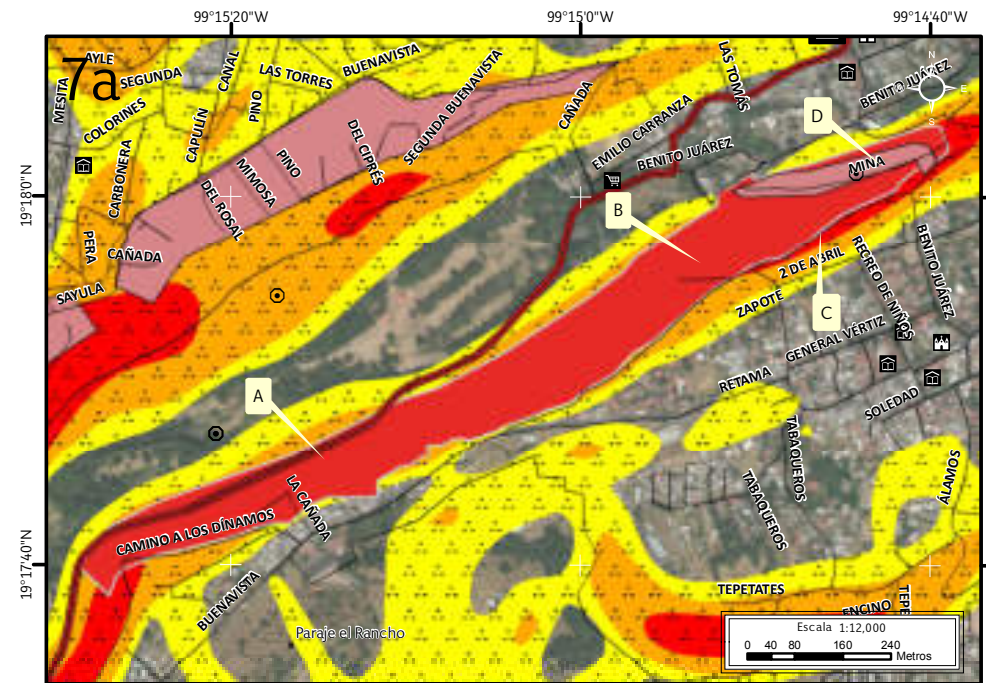 99°15'20"W
99°15'0"W
99°14'40"W
19°18'0"N
19°17'40"N
7a
AYLE
SEGUNDA
CANAL
LAS TORRES
BUENAVISTA
MESITA
COLORINES
CAPULÍN
PINO
SEGUNDA BUENAVISTA
CAÑADA
LAS TOMAS
BENITO JUÁREZ
N
E
S
D
EMILIO CARRANZA
BENITO JUÁREZ
MINA
CARBONERA
PINO
MIMOSA
DEL CIPRÉS
DEL ROSAL
B
PERA
CAÑADA
SAYULA
2 DE ABRIL
RECREO DE NIÑOS
BENITO JUÁREZ
ZAPOTE
C
GENERAL VÉRTIZ
RETAMA
SOLEDAD
A
TABAQUEROS
TABAQUEROS
ÁLAMOS
LA CAÑADA
CAMINO A LOS DÍNAMOS
BUENAVISTA
Paraje el Rancho
TEPETATES
ENCINO
TEPE
Escala 1:12,000
0 40 80 160 240
Metros